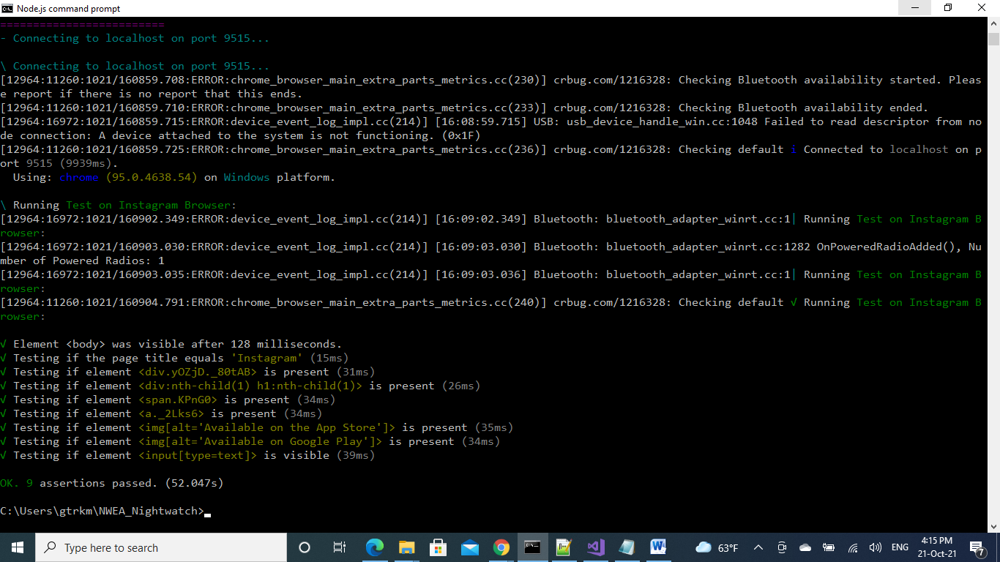 Node.js command prompt
=========================
- Connecting to localhost on port 9515...
\ Connecting to localhost on port 9515...
[12964:11260:1021/160859.708:ERROR:chrome_browser_main_extra_parts_metrics.cc(230)] crbug.com/1216328: Checking Bluetooth availability started. Pleas
e report if there is no report that this ends.
[12964:11260:1021/160859.710:ERROR:chrome_browser_main_extra_parts_metrics.cc(233)] crbug.com/1216328: Checking Bluetooth availability ended.
[12964:16972:1021/160859.715:ERROR:device_event_log_impl.cc(214)] [16:08:59.715] USB: usb_device_handle_win.cc:1048 Failed to read descriptor from no
de connection: A device attached to the system is not functioning. (0x1F)
[12964:11260:1021/160859.725:ERROR:chrome_browser_main_extra_parts_metrics.cc(236)] crbug.com/1216328: Checking default i Connected to localhost on p
ort 9515 (9939ms).
Using: chrome (95.0.4638.54) on Windows platform.
\ Running Test on Instagram Browser:
[12964:16972:1021/160902.349:ERROR:device_event_log_impl.cc(214)] [16:09:02.349] Bluetooth: bluetooth_adapter_winrt.cc:1| Running Test on Instagram B
rowser:
[12964:16972:1021/160903.030:ERROR:device_event_log_impl.cc(214)] [16:09:03.030] Bluetooth: bluetooth_adapter_winrt.cc:1282 OnPoweredRadioAdded(), Nu
mber of Powered Radios: 1
[12964:16972:1021/160903.035:ERROR:device_event_log_impl.cc(214)] [16:09:03.036] Bluetooth: bluetooth_adapter_winrt.cc:1| Running Test on Instagram B
rowser:
[12964:11260:1021/160904.791:ERROR:chrome_browser_main_extra_parts_metrics.cc(240)] crbug.com/1216328: Checking default √ Running Test on Instagram B
rowser:
√ Element <body> was visible after 128 milliseconds.
√ Testing if the page title equals 'Instagram' (15ms)
√ Testing if element <div.yOZjD._80tAB> is present (31ms)
√ Testing if element <div:nth-child(1) h1:nth-child(1)> is present (26ms)
√ Testing if element <span.KPnG0> is present (34ms)
√ Testing if element <a._2Lks6> is present (34ms)
√ Testing if element <img[alt='Available on the App Store']> is present (35ms)
√ Testing if element <img[alt='Available on Google Play']> is present (34ms)
√ Testing if element <input[type=text]> is visible (39ms)
OK. 9 assertions passed. (52.047s)
C:\Users\gtrkm\NWEA_Nightwatch>
Type here to search
63°F
ENG
4:15 PM
21-Oct-21
7